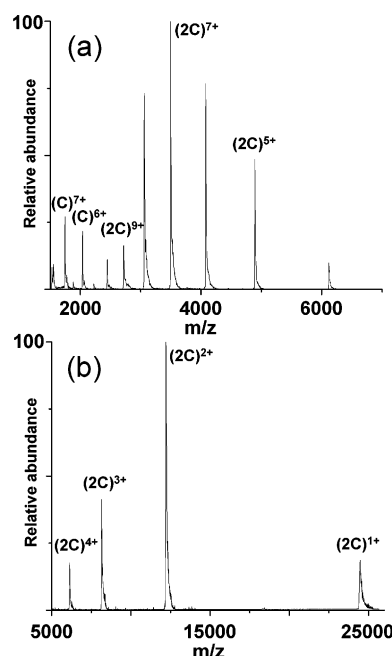 100
(a)
(2C)7+
(2C)5+
(C)7+
(C)6+
(2C)9+
Relative abundance
2000 4000 6000
m/z
100
(b)
(2C)2+
(2C)3+
(2C)4+
(2C)1+
Relative abundance
5000 15000 25000
m/z